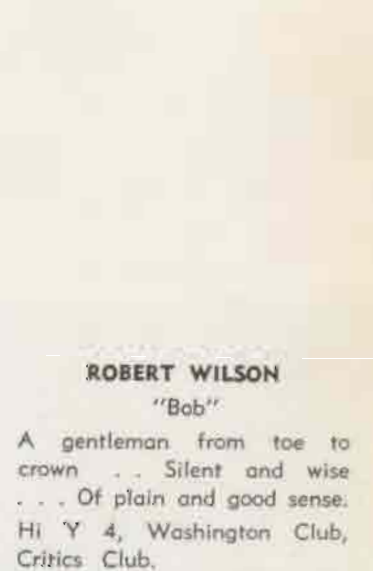 ROBERT WILSON
"Bob"
A gentleman from toe to
crown . . Silent and wise
. . . Of plain and good sense.
Hi Y 4, Washington Club,
Critics Club.